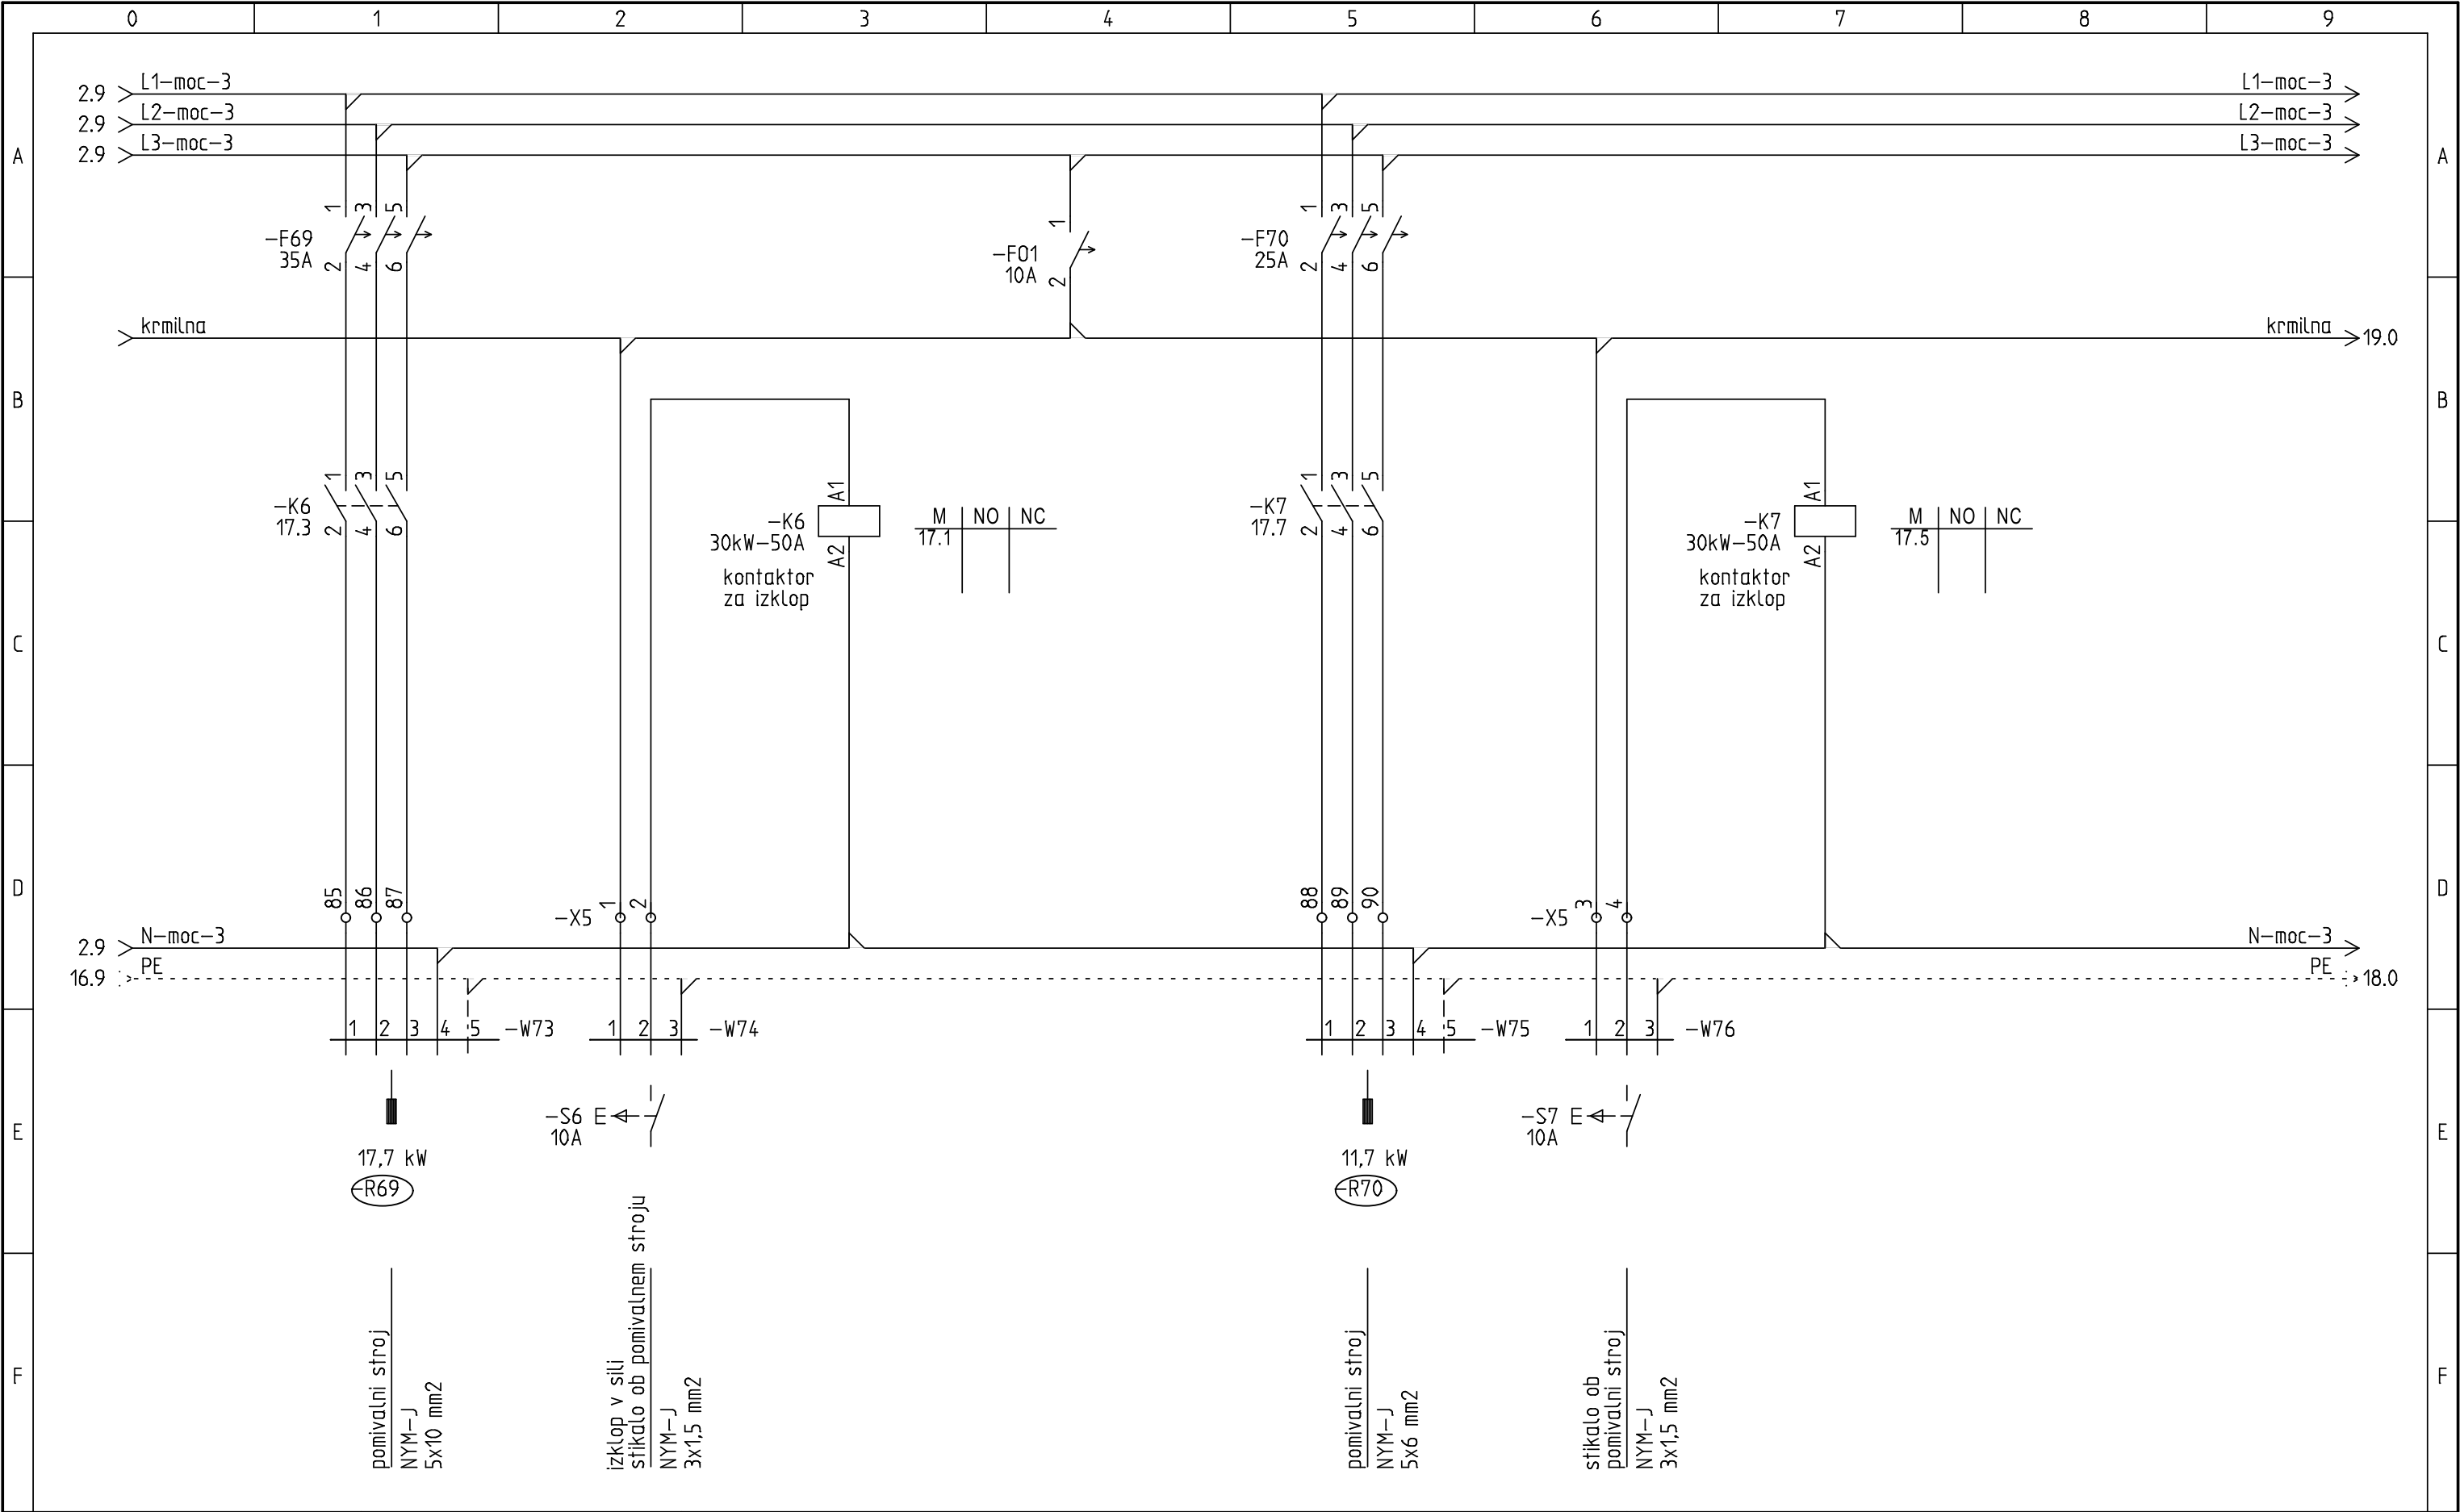 0 1 2 3 4 5 6 7 8 9
A A
B B
C C
D D
E E
F F
2.9 L1-moc-3 L1-moc-3
2.9 L2-moc-3 L2-moc-3
2.9 L3-moc-3 L3-moc-3
1 3 5
-F69
35A
2 4 6
1
-F01
10A
2
1 3 5
-F70
25A
2 4 6
krmilna krmilna 19.0
1 3 5
-K6
17.3
2 4 6
A1
-K6
30kW-50A
A2
kontaktor
za izklop
M NO NC
17.1
1 3 5
-K7
17.7
2 4 6
A1
-K7
30kW-50A
A2
kontaktor
za izklop
M NO NC
17.5
85 86 87
-X5 1 2
88 89 90
-X5 3 4
2.9 N-moc-3 N-moc-3
16.9 PE PE 18.0
1 2 3 4 5 -W73
1 2 3 -W74
1 2 3 4 5 -W75
1 2 3 -W76
17,7 kW
-R69
-S6 E
10A
11,7 kW
-R70
-S7 E
10A
pomivalni stroj
NYM-J
5x10 mm2
izklop v sili
stikalo ob pomivalnem stroju
NYM-J
3x1,5 mm2
pomivalni stroj
NYM-J
5x6 mm2
stikalo ob
pomivalni stroj
NYM-J
3x1,5 mm2